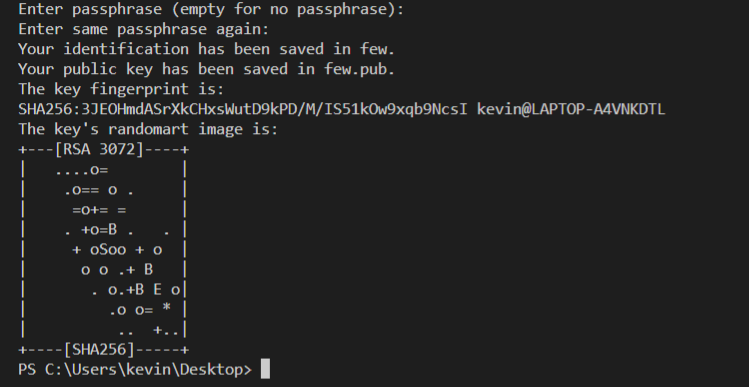 Enter passphrase (empty for no passphrase):
Enter same passphrase again:
Your identification has been saved in few.
Your public key has been saved in few.pub.
The key fingerprint is:
SHA256:3JEOHmdASrXkCHxsWutD9kPD/M/IS51kOw9xqb9NcsI kevin@LAPTOP-A4VNKDTL
The key's randomart image is:
+---[RSA 3072]----+
|   ....o=        |
|    .o== o .     |
|     =o+= =      |
|    . +o=B .   . |
|     + oSoo + o  |
|      o o .+ B   |
|       . o.+B E o|
|         .o o= * |
|          ..  +..|
+----[SHA256]-----+
PS C:\Users\kevin\Desktop>